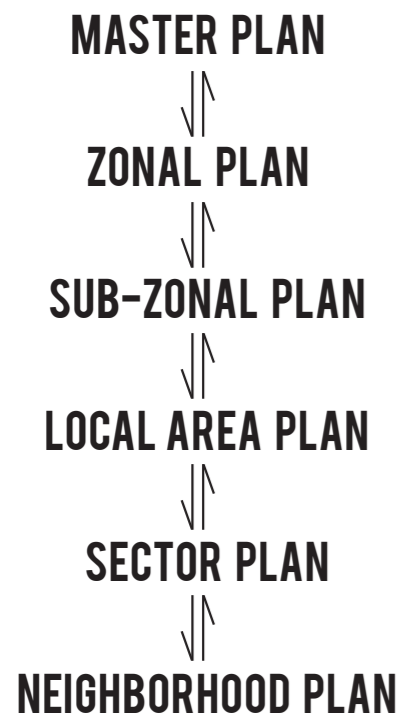 MASTER PLAN
ZONAL PLAN
SUB-ZONAL PLAN
LOCAL AREA PLAN
SECTOR PLAN
NEIGHBORHOOD PLAN